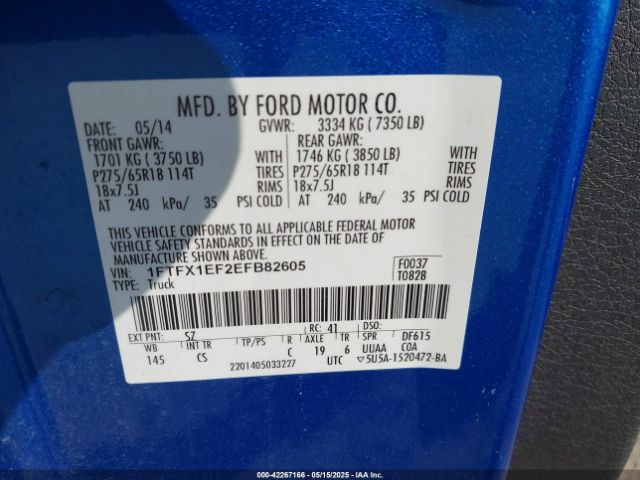 MFD. BY FORD MOTOR CO.
DATE: 05/14 GVWR: 3334 KG ( 7350 LB)
FRONT GAWR: REAR GAWR:
1701 KG ( 3750 LB) WITH 1746 KG ( 3850 LB) WITH
P275/65R18 114T TIRES P275/65R18 114T TIRES
18x7.5J RIMS 18x7.5J RIMS
AT 240 kPa/ 35 PSI COLD AT 240 kPa/ 35 PSI COLD
THIS VEHICLE CONFORMS TO ALL APPLICABLE FEDERAL MOTOR
VEHICLE SAFETY STANDARDS IN EFFECT ON THE DATE OF
MANUFACTURE SHOWN ABOVE.
VIN: 1FTFX1EF2EFB82605 F0037
TYPE: Truck T0828
EXT PNT: SZ RC: 41 DSO:
WB INT TR TP/PS R AXLE TR SPR DF615
145 CS C 19 6 UUAA COA
2201405033227 UTC 5U5A-1520472-BA
000-42267166 - 05/15/2025 - IAAI.COM